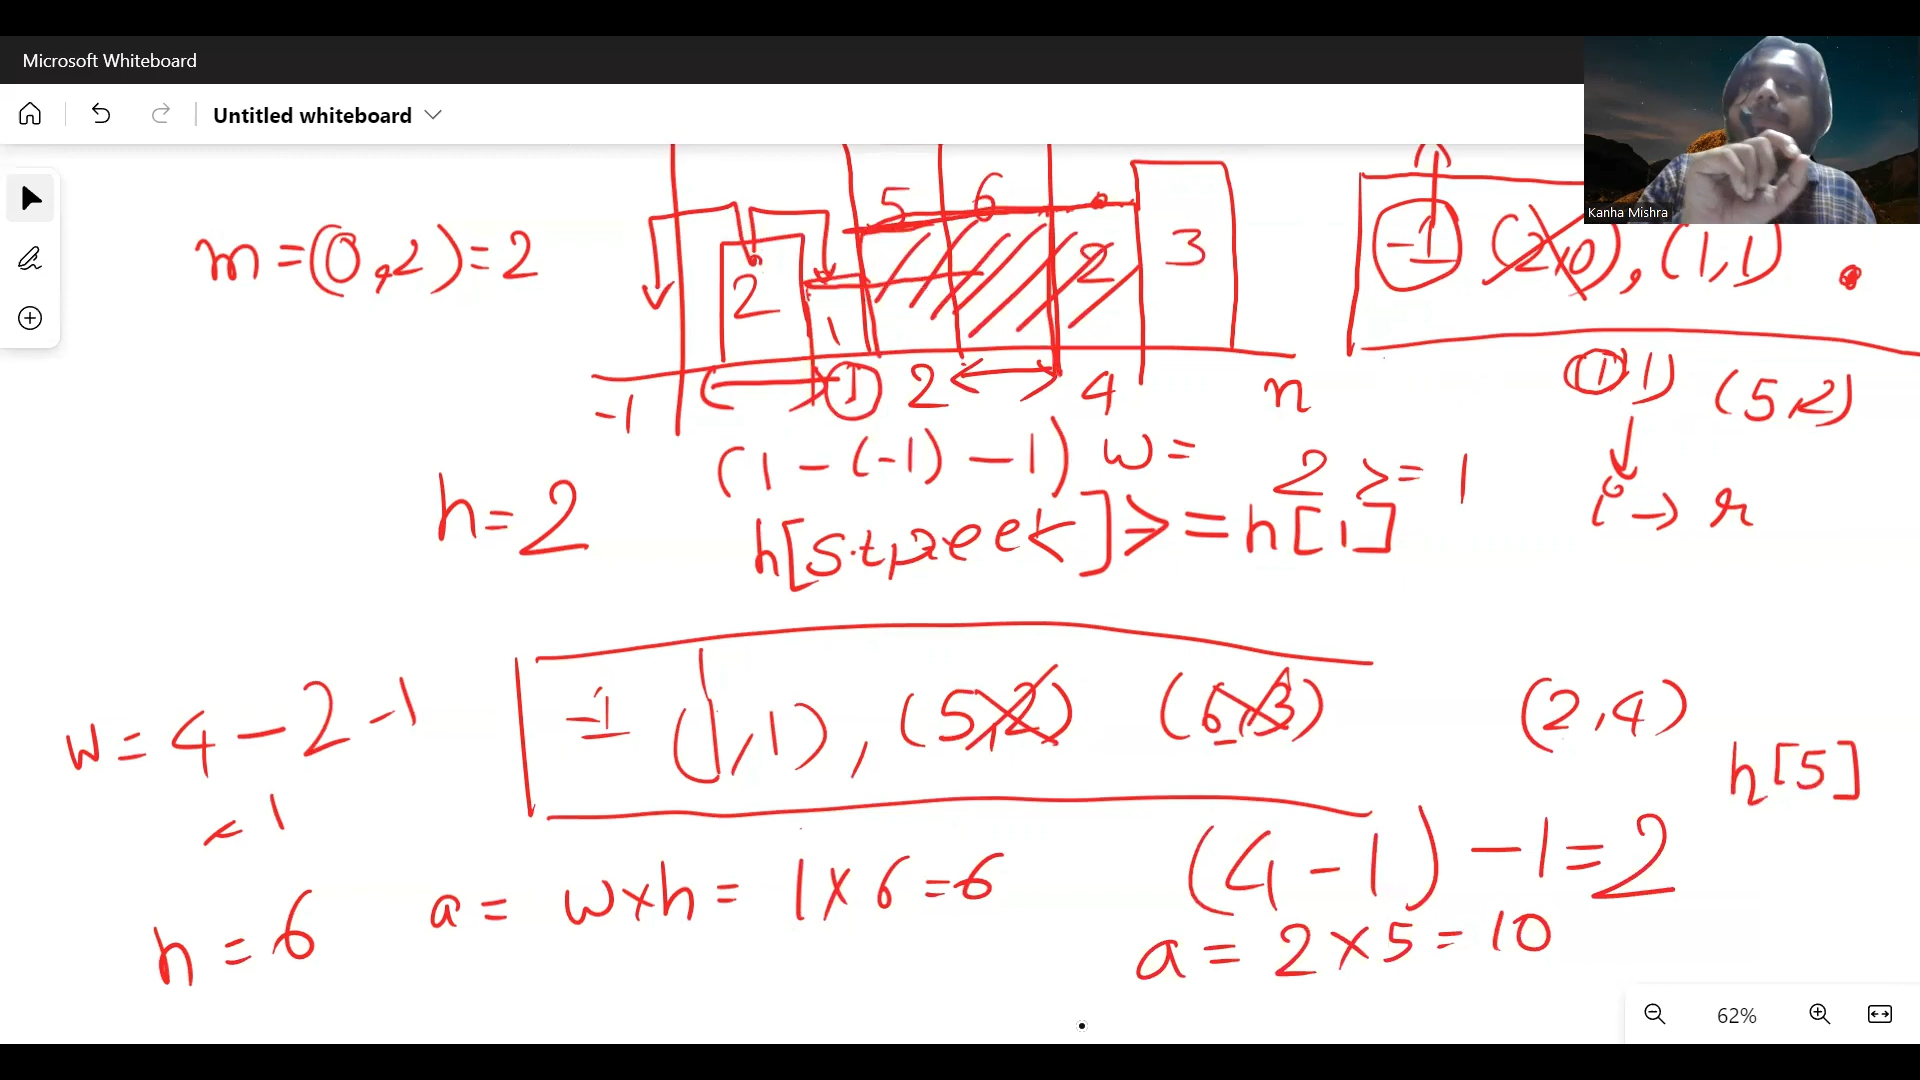 Microsoft Whiteboard
Untitled whiteboard
Kanha Mishra
m = (0,2) = 2
5 6
2 1 2 3
-1 (2,0), (1,1)
-1 1 2 4 n
(1,1) (5,2)
(1 - (-1) - 1) w =
2 >= 1
i → r
h = 2
h[st.peek] >= h[1]
w = 4 - 2 - 1
-1 (1,1), (5,2) (6,3)
(2,4)
h[5]
(4 - 1) - 1 = 2
a = w x h = 1 x 6 = 6
h = 6
a = 2 x 5 = 10
62%